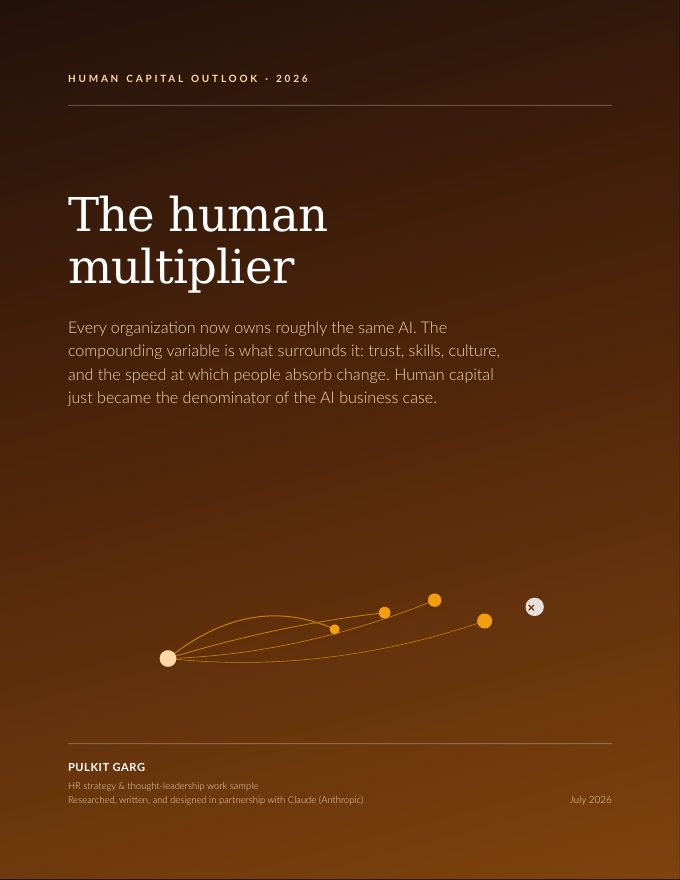 HUMAN CAPITAL OUTLOOK · 2026
The human
multiplier
Every organization now owns roughly the same AI. The
compounding variable is what surrounds it: trust, skills, culture,
and the speed at which people absorb change. Human capital
just became the denominator of the AI business case.
×
PULKIT GARG
HR strategy & thought-leadership work sample
Researched, written, and designed in partnership with Claude (Anthropic)
July 2026